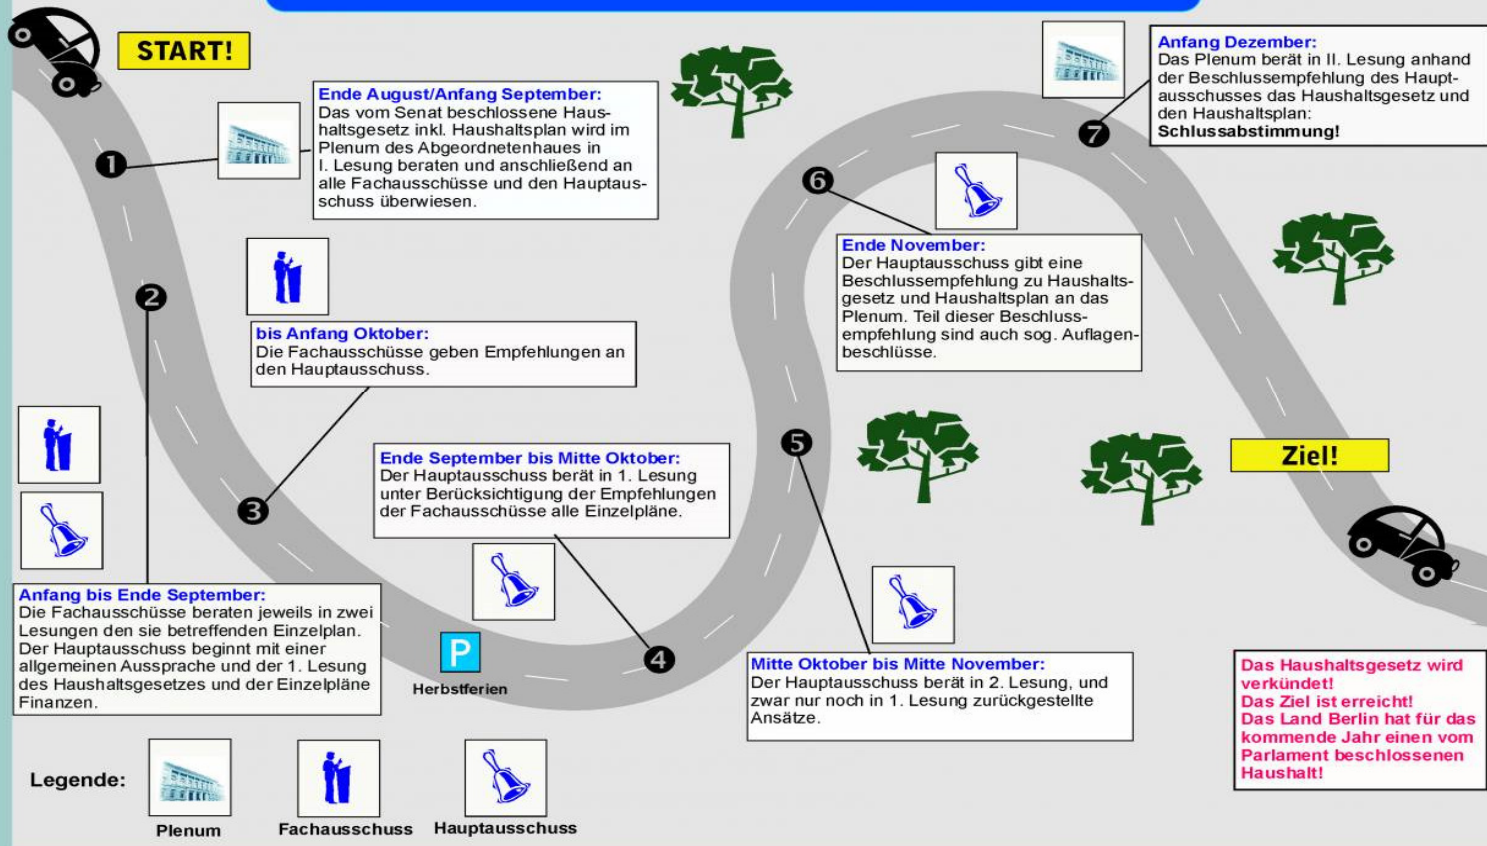 START!
1
Ende August/Anfang September:
Das vom Senat beschlossene Haus-
haltsgesetz inkl. Haushaltsplan wird im
Plenum des Abgeordnetenhaues in
I. Lesung beraten und anschließend an
alle Fachausschüsse und den Hauptaus-
schuss überwiesen.
2
Anfang bis Ende September:
Die Fachausschüsse beraten jeweils in zwei
Lesungen den sie betreffenden Einzelplan.
Der Hauptausschuss beginnt mit einer
allgemeinen Aussprache und der 1. Lesung
des Haushaltsgesetzes und der Einzelpläne
Finanzen.
3
bis Anfang Oktober:
Die Fachausschüsse geben Empfehlungen an
den Hauptausschuss.
4
Ende September bis Mitte Oktober:
Der Hauptausschuss berät in 1. Lesung
unter Berücksichtigung der Empfehlungen
der Fachausschüsse alle Einzelpläne.
P
Herbstferien
5
Mitte Oktober bis Mitte November:
Der Hauptausschuss berät in 2. Lesung, und
zwar nur noch in 1. Lesung zurückgestellte
Ansätze.
6
Ende November:
Der Hauptausschuss gibt eine
Beschlussempfehlung zu Haushalts-
gesetz und Haushaltsplan an das
Plenum. Teil dieser Beschluss-
empfehlung sind auch sog. Auflagen-
beschlüsse.
7
Anfang Dezember:
Das Plenum berät in II. Lesung anhand
der Beschlussempfehlung des Haupt-
ausschusses das Haushaltsgesetz und
den Haushaltsplan:
Schlussabstimmung!
Ziel!
Das Haushaltsgesetz wird
verkündet!
Das Ziel ist erreicht!
Das Land Berlin hat für das
kommende Jahr einen vom
Parlament beschlossenen
Haushalt!
Legende:
Plenum
Fachausschuss
Hauptausschuss